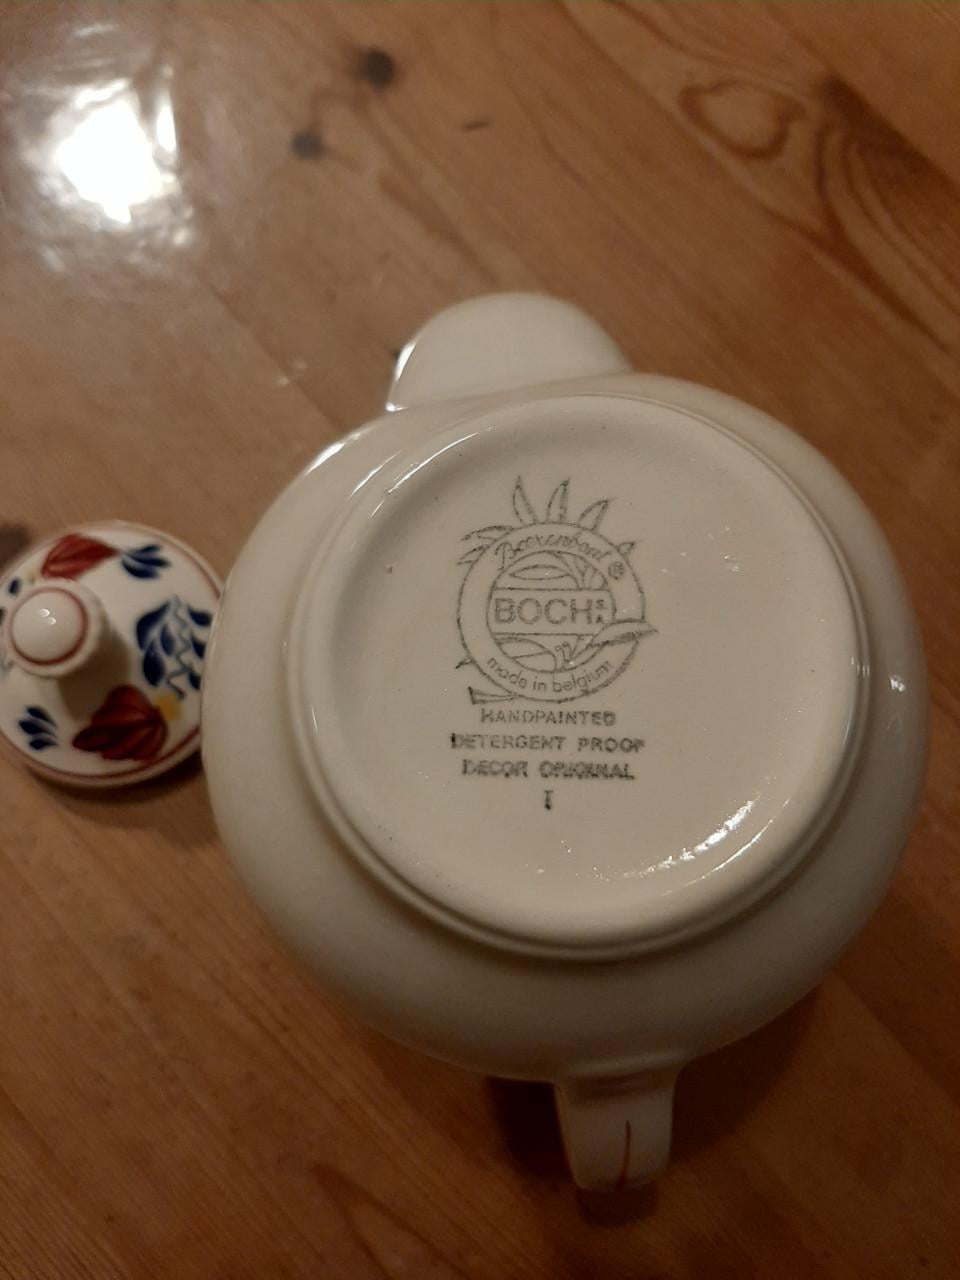 Boerenbont ®
BOCH S.A
made in belgium
HANDPAINTED
DETERGENT PROOF
DECOR ORIGINAL
T